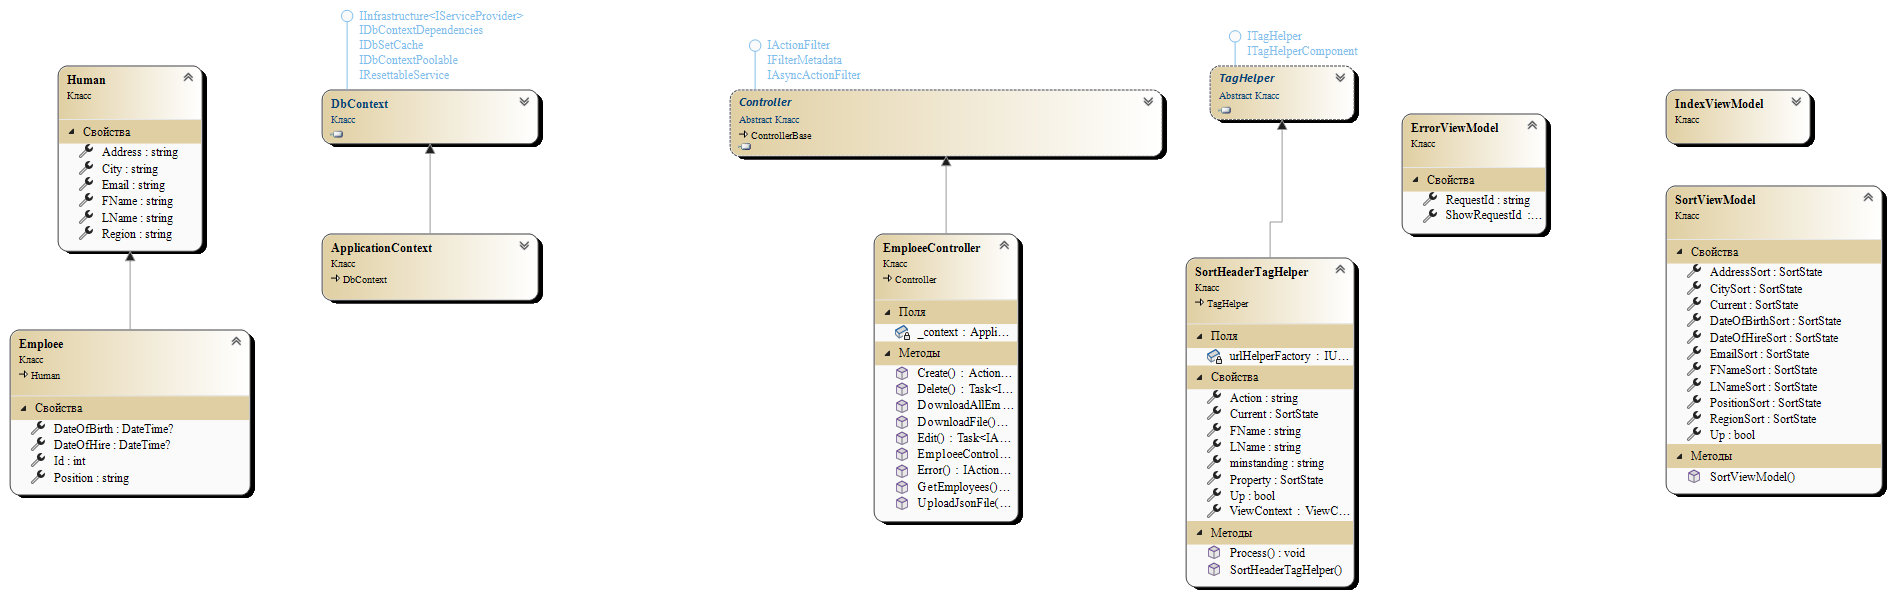 Human
Класс
Свойства
Address : string
City : string
Email : string
FName : string
LName : string
Region : string
Emploee
Класс
Human
Свойства
DateOfBirth : DateTime?
DateOfHire : DateTime?
Id : int
Position : string
IInfrastructure<IServiceProvider>
IDbContextDependencies
IDbSetCache
IDbContextPoolable
IResettableService
DbContext
Класс
ApplicationContext
Класс
DbContext
IActionFilter
IFilterMetadata
IAsyncActionFilter
Controller
Abstract Класс
ControllerBase
EmploeeController
Класс
Controller
Поля
_context : Appli...
Методы
Create() : Action...
Delete() : Task<I...
DownloadAllEm...
DownloadFile()...
Edit() : Task<IA...
EmploeeControl...
Error() : IAction...
GetEmployees()...
UploadJsonFile(...
ITagHelper
ITagHelperComponent
TagHelper
Abstract Класс
SortHeaderTagHelper
Класс
TagHelper
Поля
urlHelperFactory : IU...
Свойства
Action : string
Current : SortState
FName : string
LName : string
minstanding : string
Property : SortState
Up : bool
ViewContext : ViewC...
Методы
Process() : void
SortHeaderTagHelper()
ErrorViewModel
Класс
Свойства
RequestId : string
ShowRequestId :...
IndexViewModel
Класс
SortViewModel
Класс
Свойства
AddressSort : SortState
CitySort : SortState
Current : SortState
DateOfBirthSort : SortState
DateOfHireSort : SortState
EmailSort : SortState
FNameSort : SortState
LNameSort : SortState
PositionSort : SortState
RegionSort : SortState
Up : bool
Методы
SortViewModel()